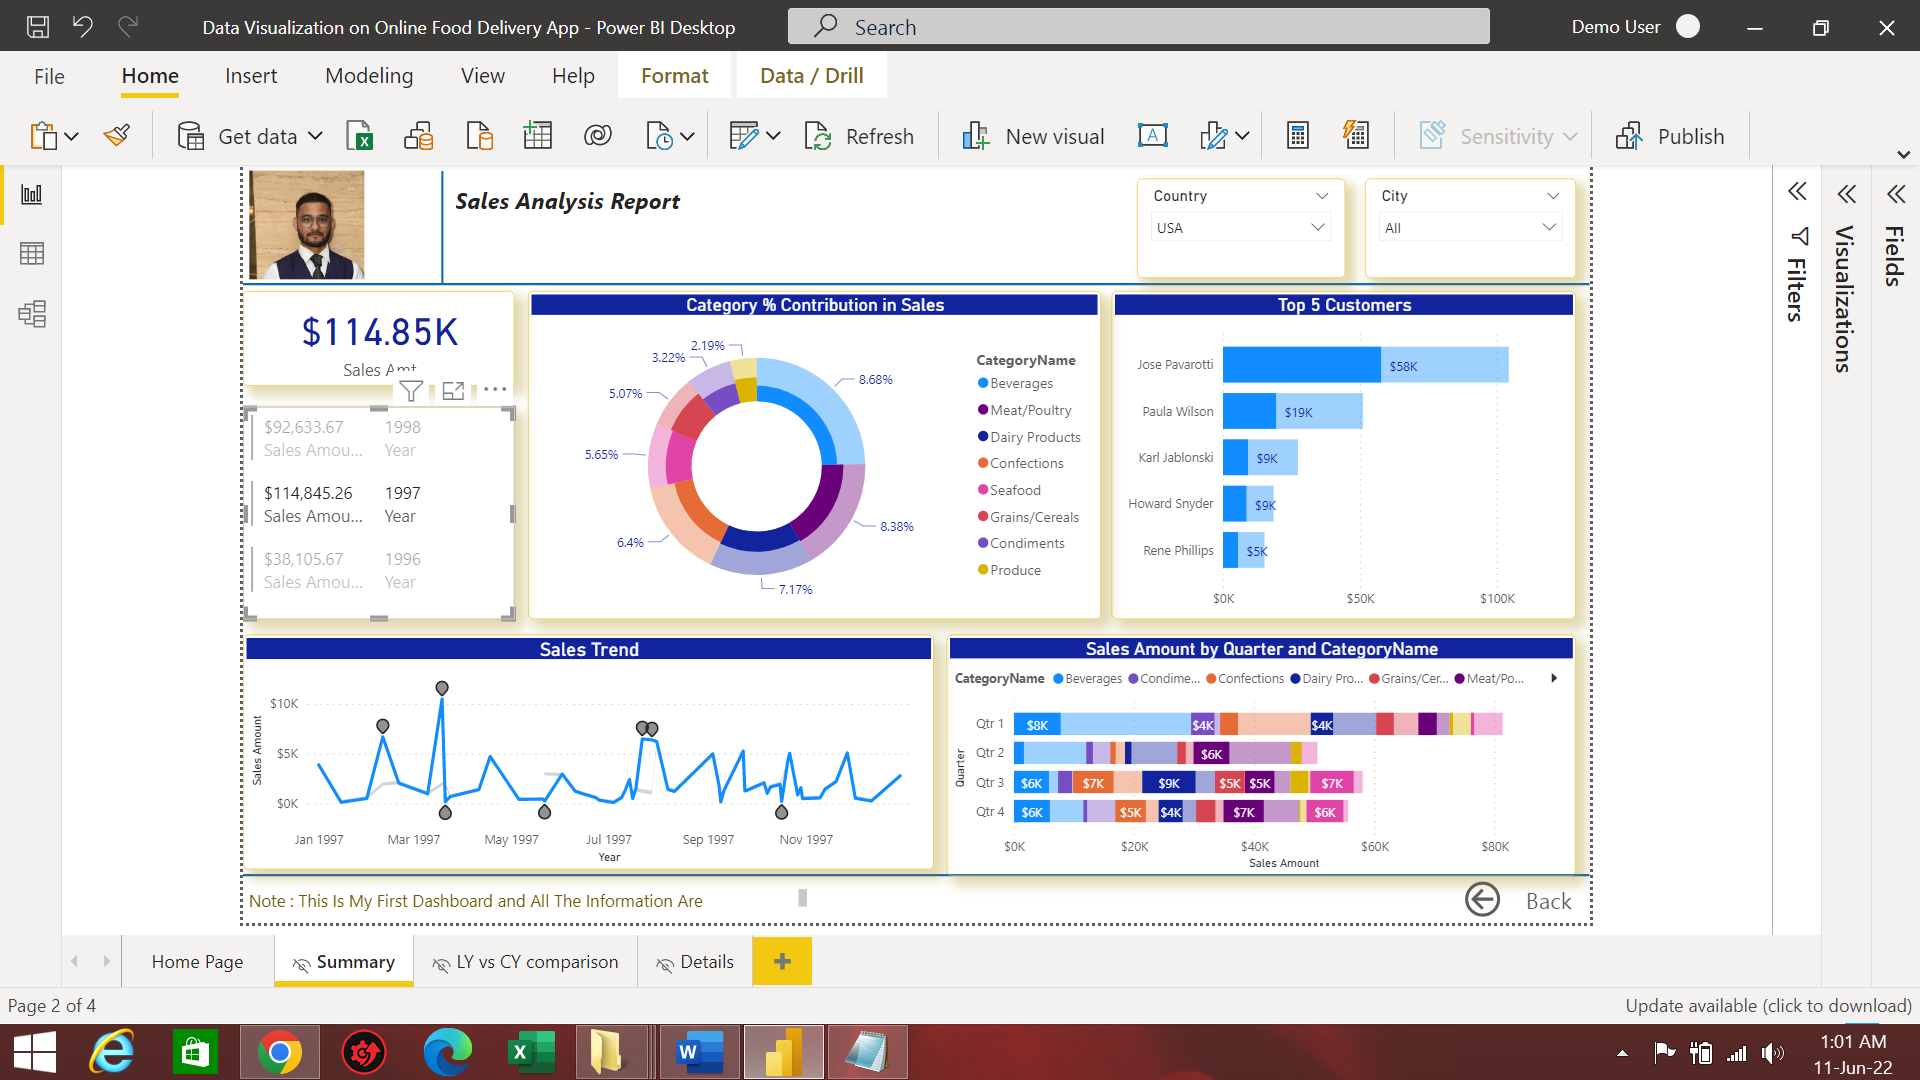 Data Visualization on Online Food Delivery App - Power BI Desktop
Search
Demo User
File Home Insert Modeling View Help Format Data / Drill
Get data Refresh New visual Sensitivity Publish
Sales Analysis Report
Country
USA
City
All
Filters
Visualizations
Fields
$114.85K
Sales Amt
$92,633.67 1998
Sales Amou... Year
$114,845.26 1997
Sales Amou... Year
$38,105.67 1996
Sales Amou... Year
Category % Contribution in Sales
2.19%
3.22%
8.68%
5.07%
5.65%
8.38%
6.4%
7.17%
CategoryName
Beverages
Meat/Poultry
Dairy Products
Confections
Seafood
Grains/Cereals
Condiments
Produce
Top 5 Customers
Jose Pavarotti $58K
Paula Wilson $19K
Karl Jablonski $9K
Howard Snyder $9K
Rene Phillips $5K
$0K $50K $100K
Sales Trend
Sales Amount
$10K
$5K
$0K
Jan 1997 Mar 1997 May 1997 Jul 1997 Sep 1997 Nov 1997
Year
Sales Amount by Quarter and CategoryName
CategoryName Beverages Condime... Confections Dairy Pro... Grains/Cer... Meat/Po...
Quarter
Qtr 1 $8K $4K $4K
Qtr 2 $6K
Qtr 3 $6K $7K $9K $5K $5K $7K
Qtr 4 $6K $5K $4K $7K $6K
$0K $20K $40K $60K $80K
Sales Amount
Note : This Is My First Dashboard and All The Information Are
Back
Home Page Summary LY vs CY comparison Details
Page 2 of 4
Update available (click to download)
1:01 AM
11-Jun-22